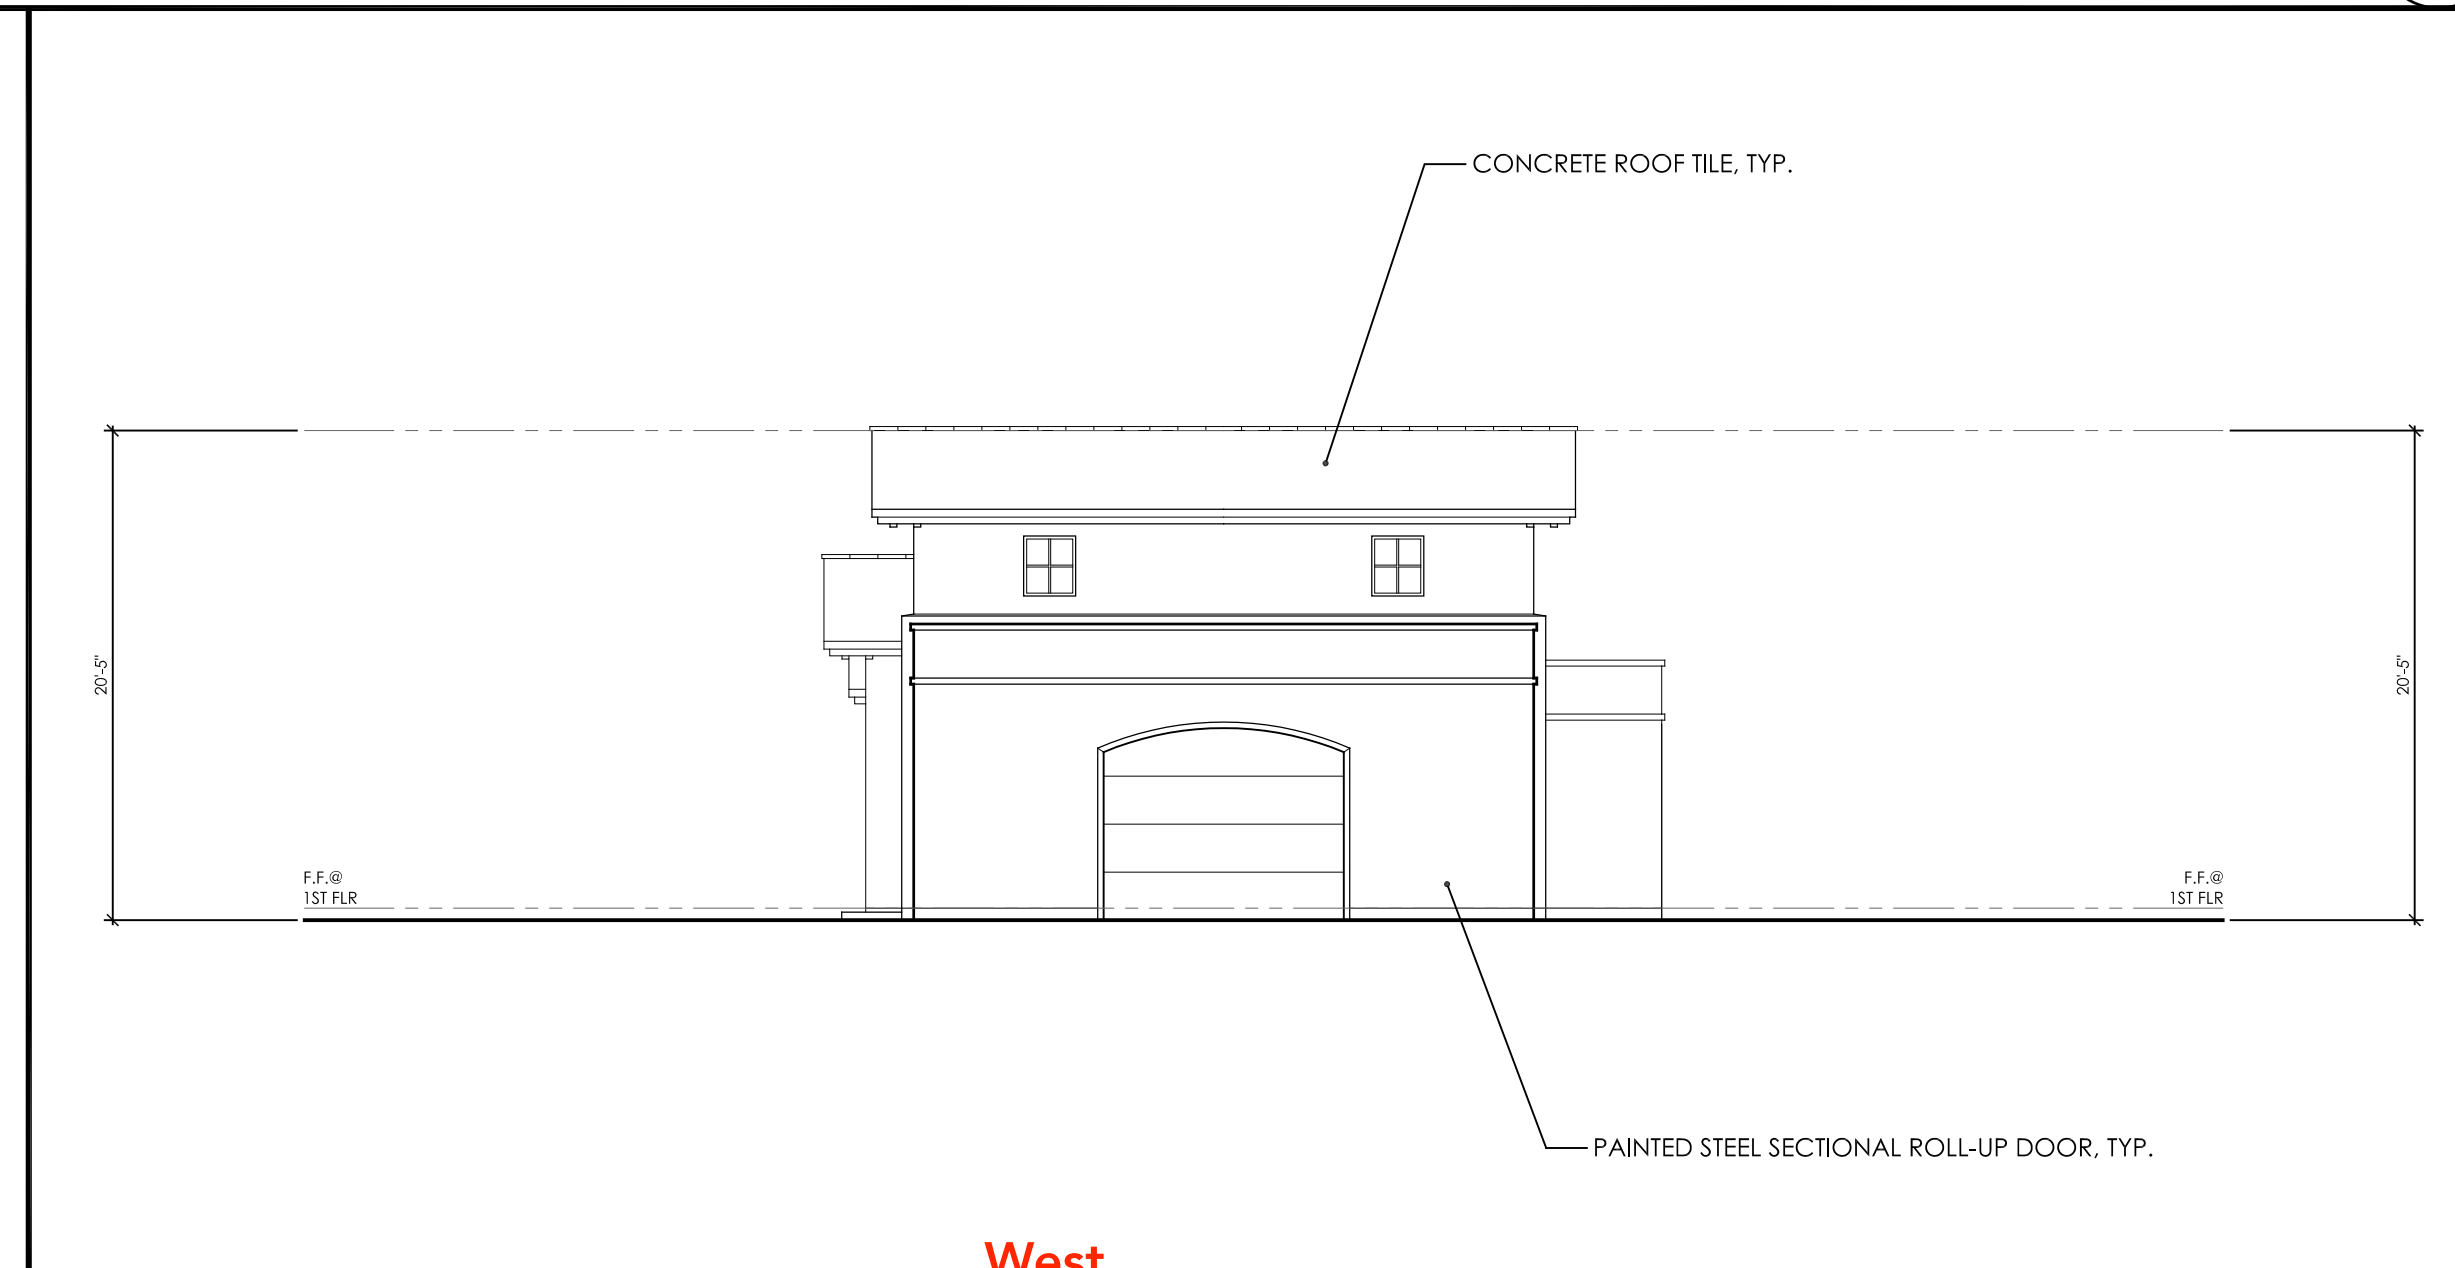 CONCRETE ROOF TILE, TYP.
20'-5"
20'-5"
F.F.@
1ST FLR
F.F.@
1ST FLR
PAINTED STEEL SECTIONAL ROLL-UP DOOR, TYP.
West